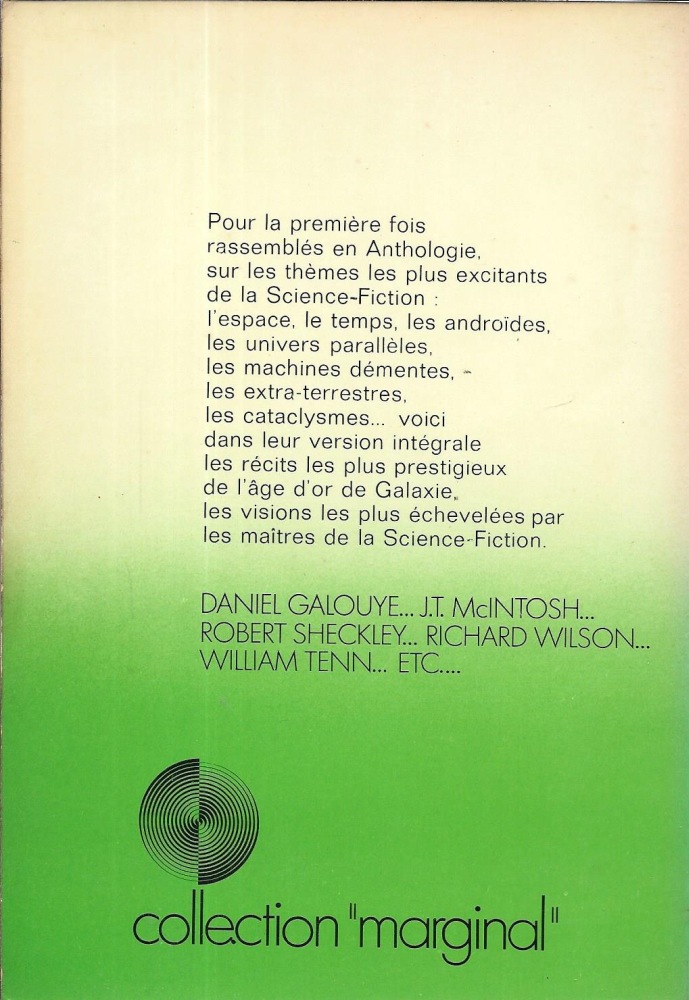 Pour la première fois
rassemblés en Anthologie,
sur les thèmes les plus excitants
de la Science-Fiction :
l'espace, le temps, les androïdes,
les univers parallèles,
les machines démentes,
les extra-terrestres,
les cataclysmes... voici
dans leur version intégrale
les récits les plus prestigieux
de l'âge d'or de Galaxie,
les visions les plus échevelées par
les maîtres de la Science-Fiction.
DANIEL GALOUYE... J.T. McINTOSH...
ROBERT SHECKLEY... RICHARD WILSON...
WILLIAM TENN... ETC....
collection "marginal"